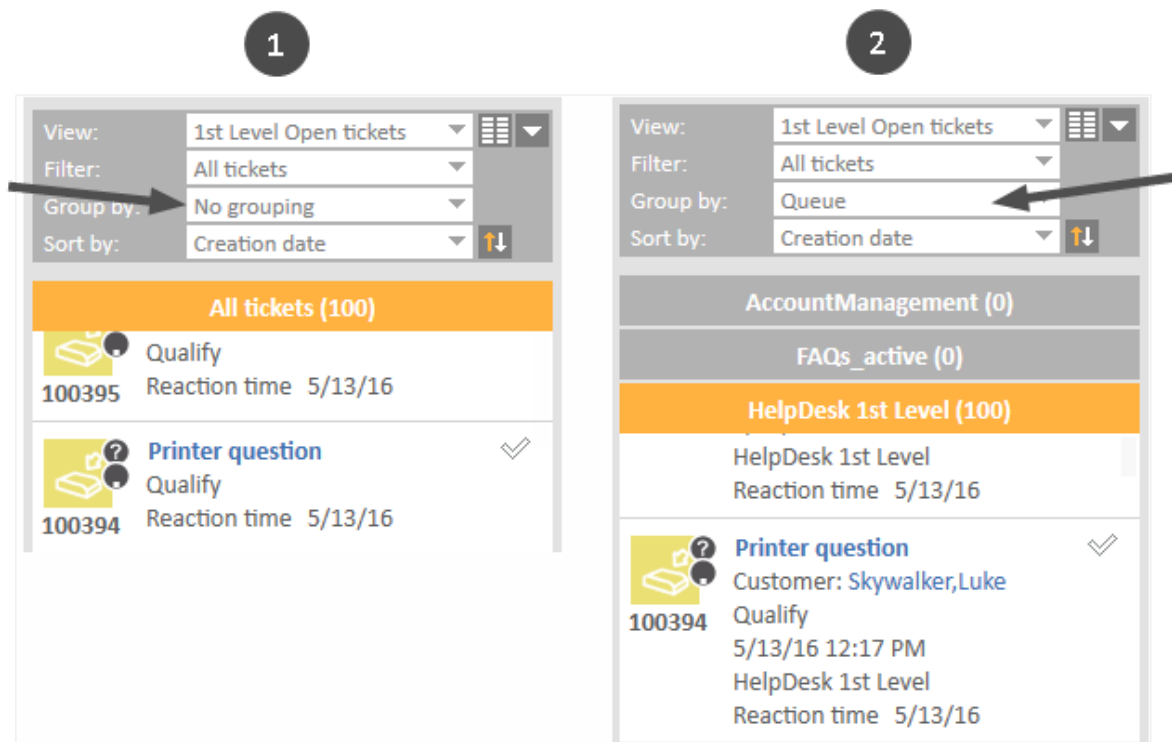 1
View: 1st Level Open tickets
Filter: All tickets
Group by: No grouping
Sort by: Creation date
All tickets (100)
Qualify
100395 Reaction time 5/13/16
Printer question
Qualify
100394 Reaction time 5/13/16
2
View: 1st Level Open tickets
Filter: All tickets
Group by: Queue
Sort by: Creation date
AccountManagement (0)
FAQs_active (0)
HelpDesk 1st Level (100)
HelpDesk 1st Level
Reaction time 5/13/16
Printer question
Customer: Skywalker,Luke
100394 Qualify
5/13/16 12:17 PM
HelpDesk 1st Level
Reaction time 5/13/16